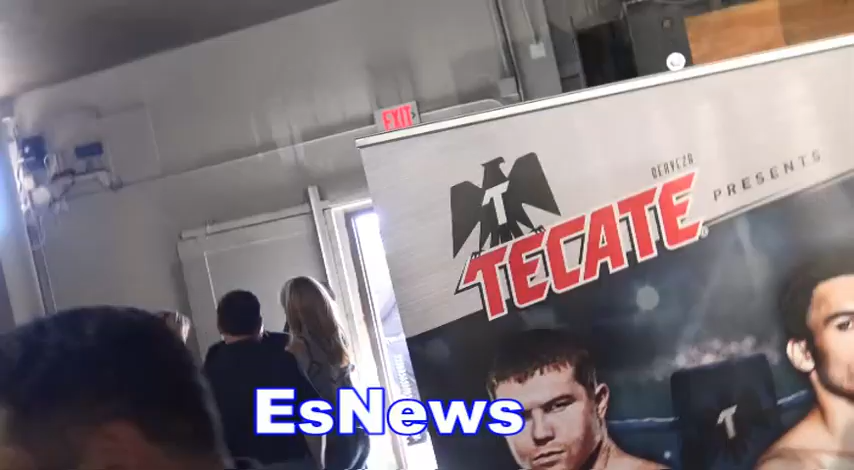 EXIT
CERVEZA
TECATE
PRESENTS
T
T
EsNews